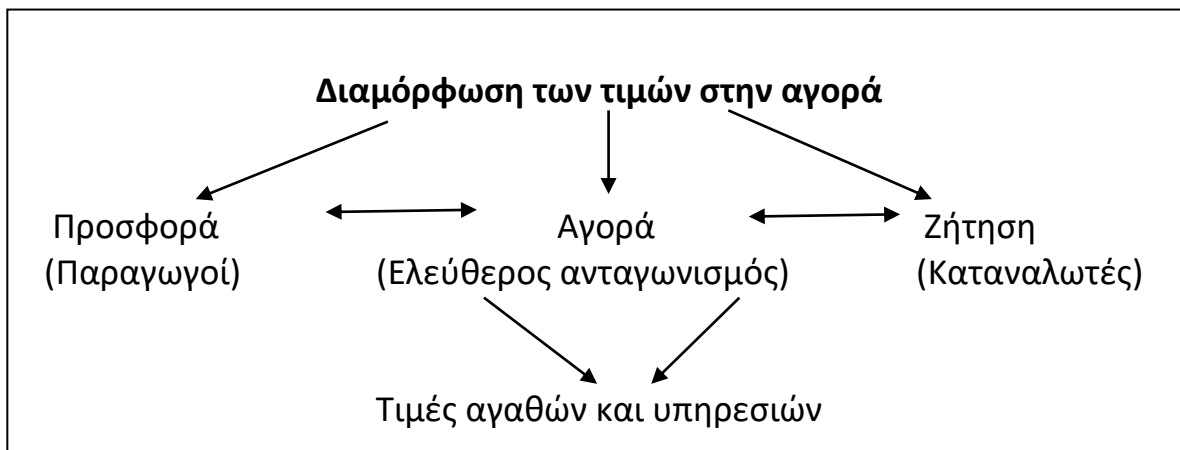 Διαμόρφωση των τιμών στην αγορά
Προσφορά Αγορά Ζήτηση
(Παραγωγοί) (Ελεύθερος ανταγωνισμός) (Καταναλωτές)
Τιμές αγαθών και υπηρεσιών